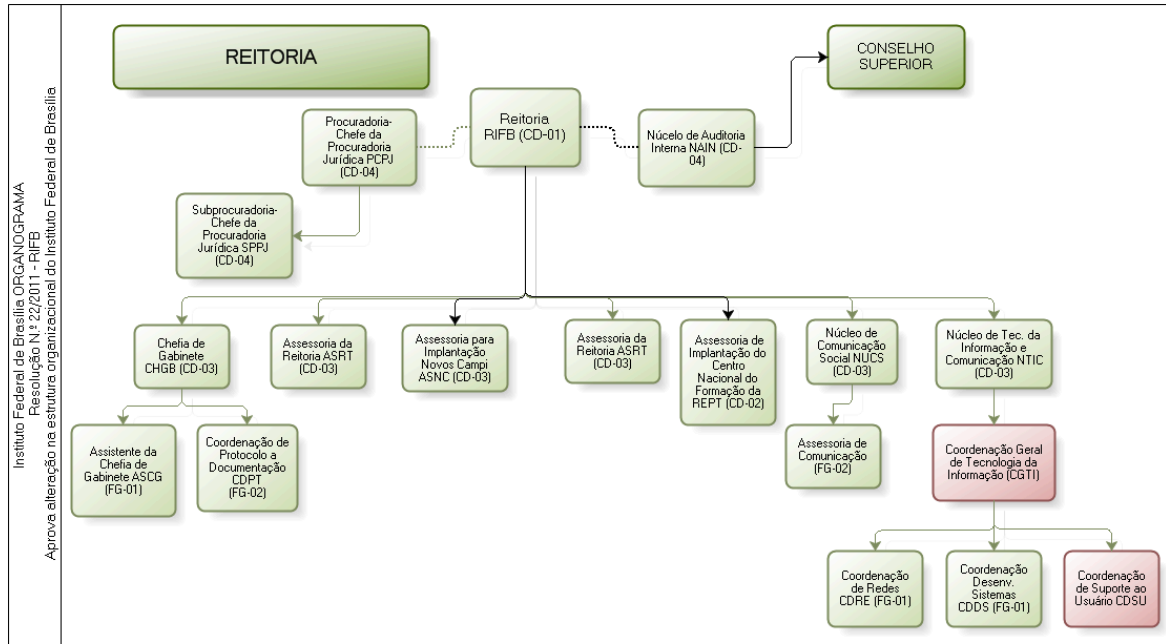 Instituto Federal de Brasília ORGANOGRAMA
Resolução N.º 22/2011 - RIFB
Aprova alteração na estrutura organizacional do Instituto Federal de Brasília
REITORIA
CONSELHO
SUPERIOR
Reitoria
RIFB (CD-01)
Procuradoria-
Chefe da
Procuradoria
Jurídica PCPJ
(CD-04)
Núcelo de Auditoria
Interna NAIN (CD-
04)
Subprocuradoria-
Chefe da
Procuradoria
Jurídica SPPJ
(CD-04)
Chefia de
Gabinete
CHGB (CD-03)
Assessoria da
Reitoria ASRT
(CD-03)
Assessoria para
Implantação
Novos Campi
ASNC (CD-03)
Assessoria da
Reitoria ASRT
(CD-03)
Assessoria de
Implantação do
Centro
Nacional do
Formação da
REPT (CD-02)
Núcleo de
Comunicação
Social NUCS
(CD-03)
Núcleo de Tec. da
Informação e
Comunicação NTIC
(CD-03)
Assistente da
Chefia de
Gabinete ASCG
(FG-01)
Coordenação de
Protocolo a
Documentação
CDPT
(FG-02)
Assessoria de
Comunicação
(FG-02)
Coordenação Geral
de Tecnologia da
Informação (CGTI)
Coordenação
de Redes
CDRE (FG-01)
Coordenação
Desenv.
Sistemas
CDDS (FG-01)
Coordenação
de Suporte ao
Usuário CDSU